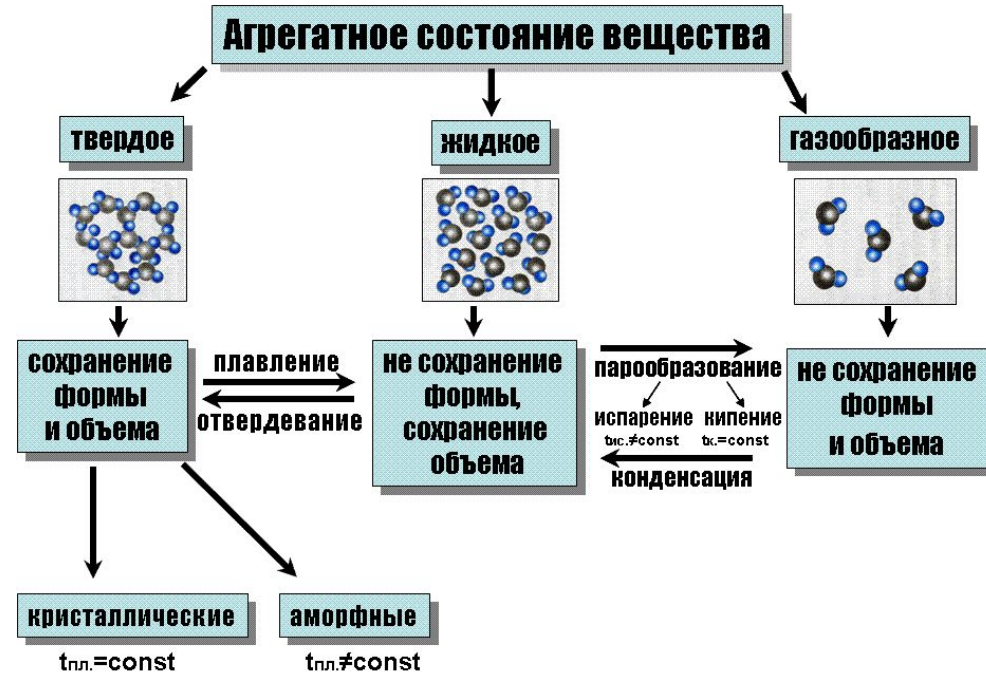 Агрегатное состояние вещества
твердое
жидкое
газообразное
сохранение
формы
и объема
плавление
отвердевание
не сохранение
формы,
сохранение
объема
парообразование
испарение
кипение
tис.≠const
tк.=const
конденсация
не сохранение
формы
и объема
кристаллические
аморфные
tпл.=const
tпл.≠const